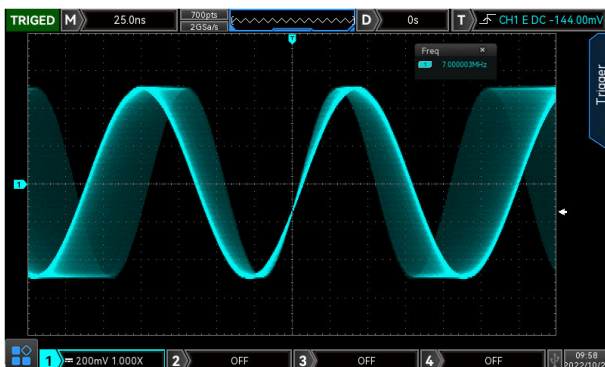 TRIGED M 25.0ns 700pts 2GSa/s D 0s T CH1 E DC -144.00mV
T
Freq ×
1 7.000003MHz
Trigger
1
1 200mV 1.000X 2 OFF 3 OFF 4 OFF 09:58